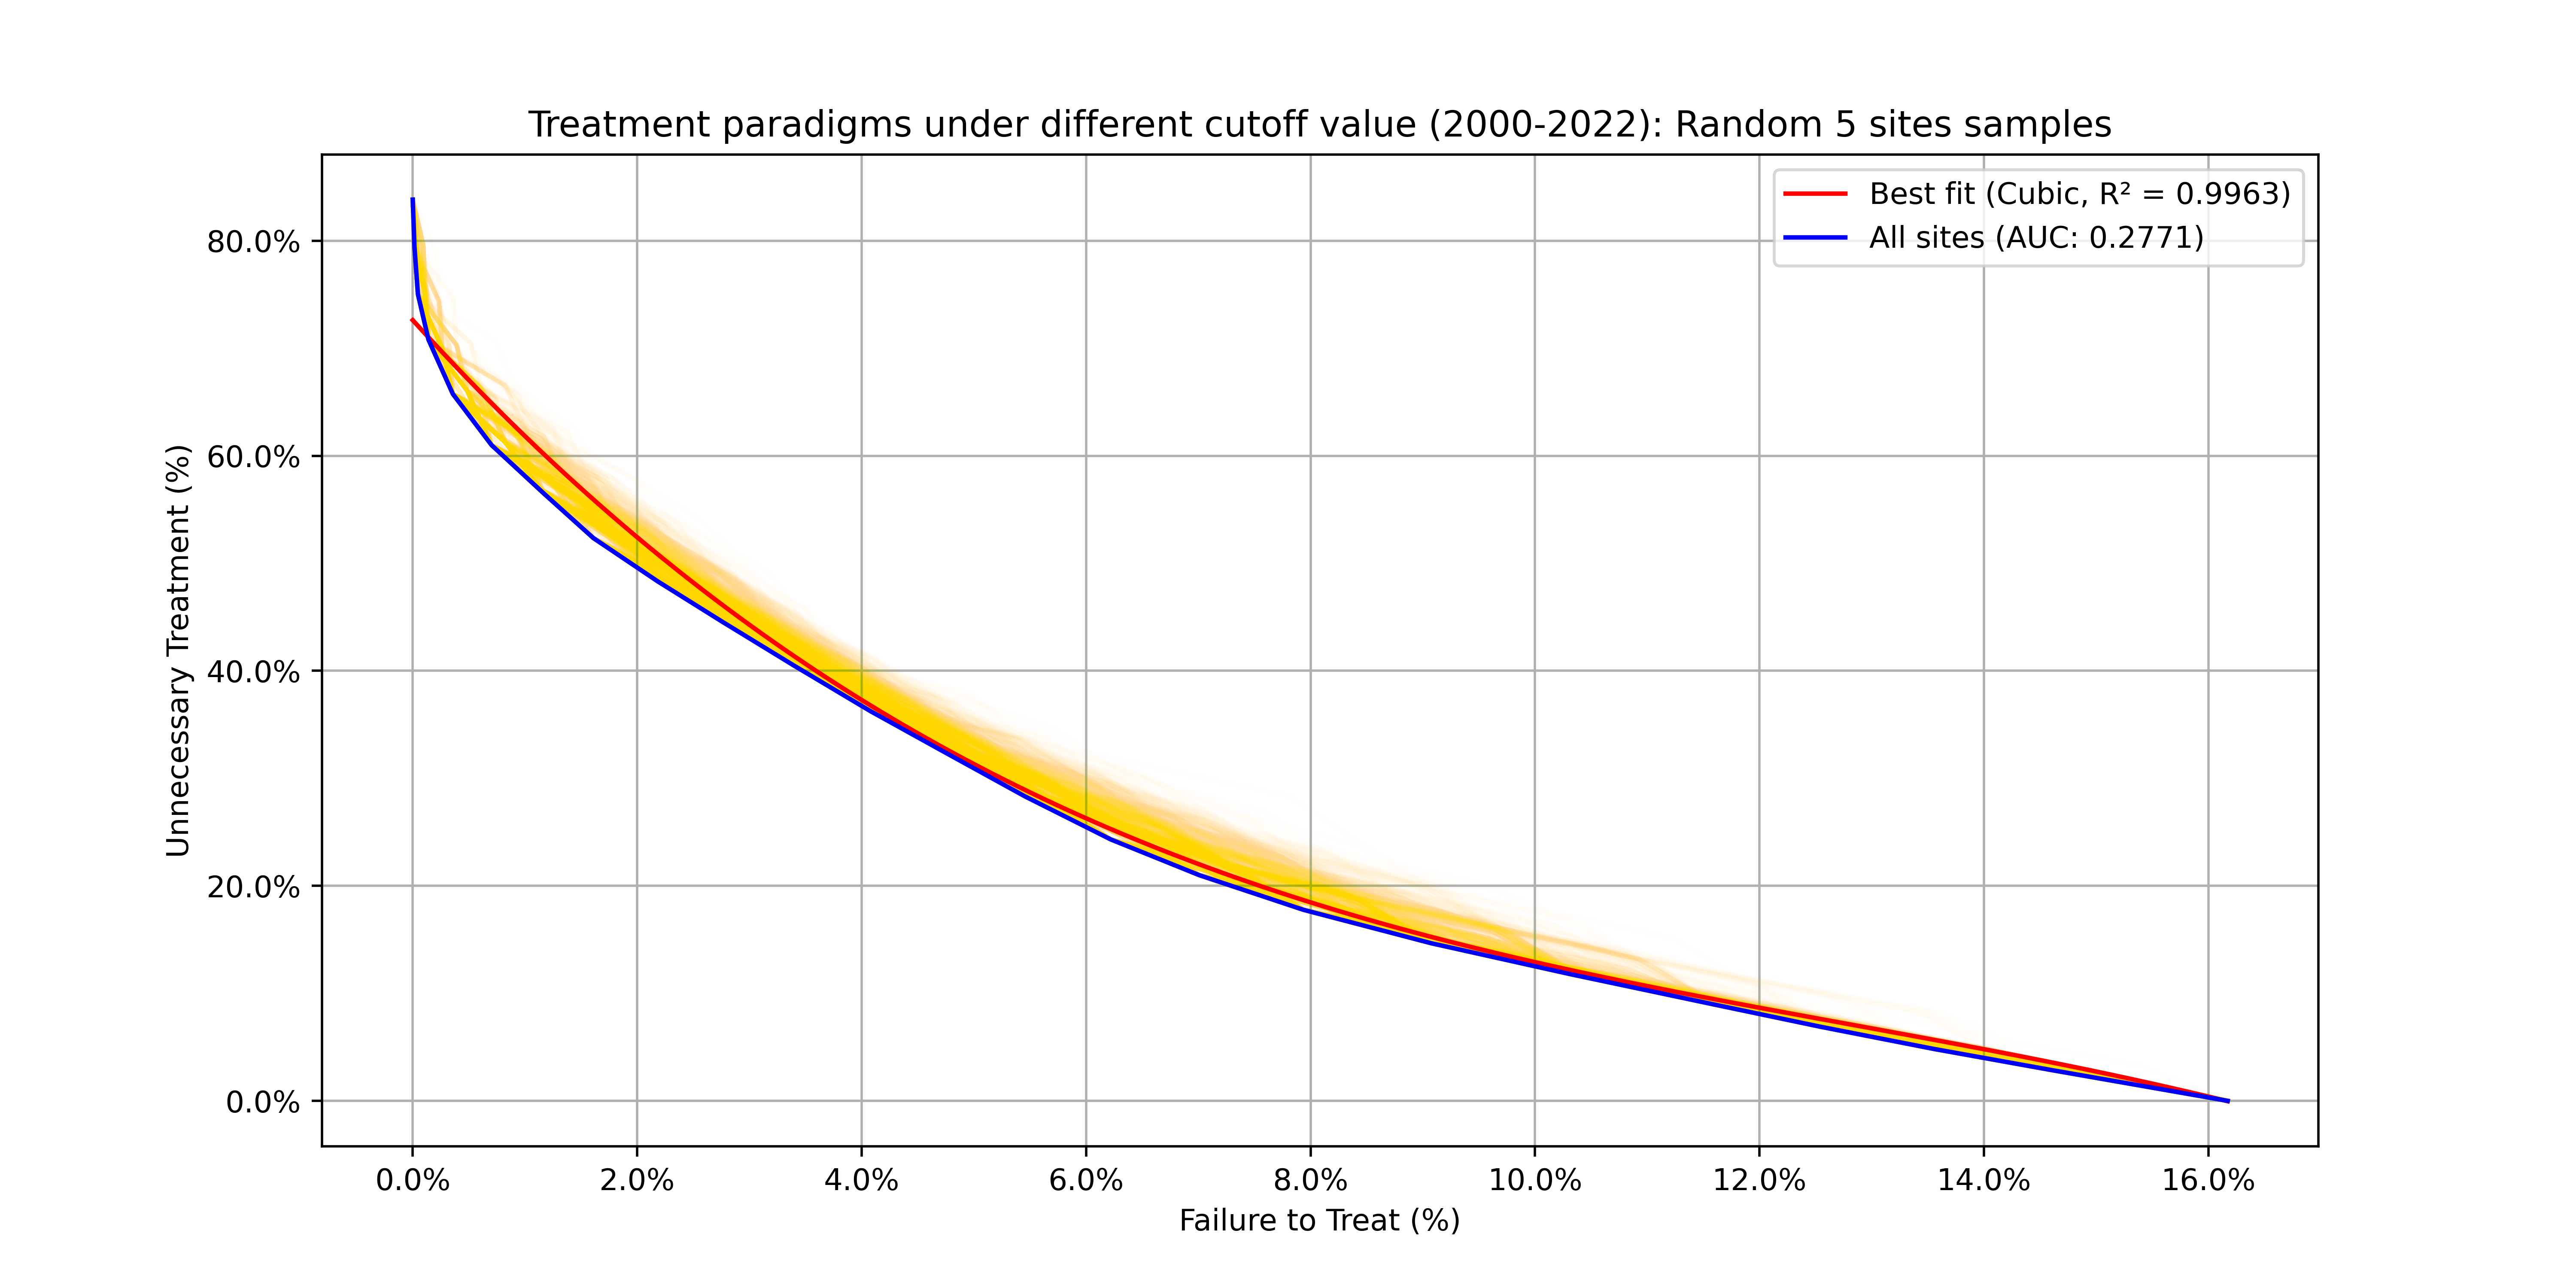 Treatment paradigms under different cutoff value (2000-2022): Random 5 sites samples
Best fit (Cubic, R² = 0.9963)
All sites (AUC: 0.2771)
80.0%
60.0%
40.0%
20.0%
0.0%
Unnecessary Treatment (%)
0.0% 2.0% 4.0% 6.0% 8.0% 10.0% 12.0% 14.0% 16.0%
Failure to Treat (%)